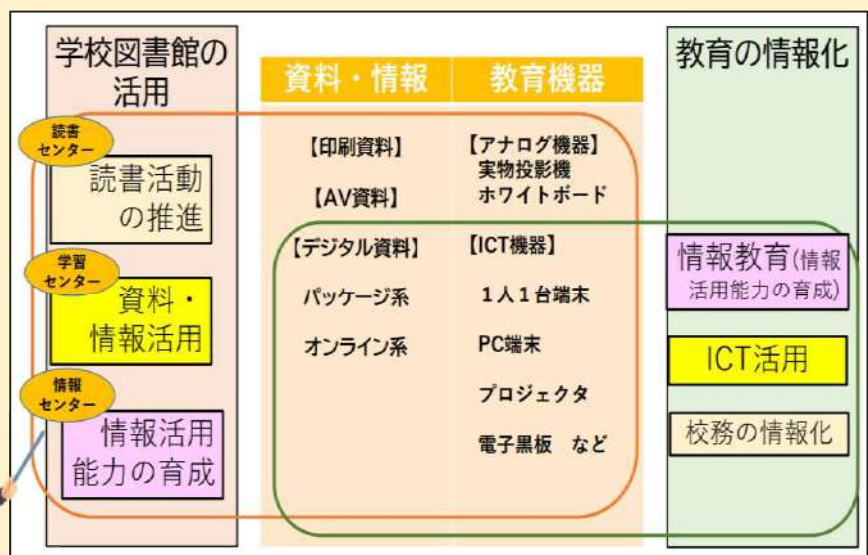 学校図書館の
活用
読書
センター
読書活動
の推進
学習
センター
資料・
情報活用
情報
センター
情報活用
能力の育成
資料・情報
教育機器
【印刷資料】
【AV資料】
【デジタル資料】
パッケージ系
オンライン系
【アナログ機器】
実物投影機
ホワイトボード
【ICT機器】
1人1台端末
PC端末
プロジェクタ
電子黒板 など
教育の情報化
情報教育(情報
活用能力の育成)
ICT活用
校務の情報化